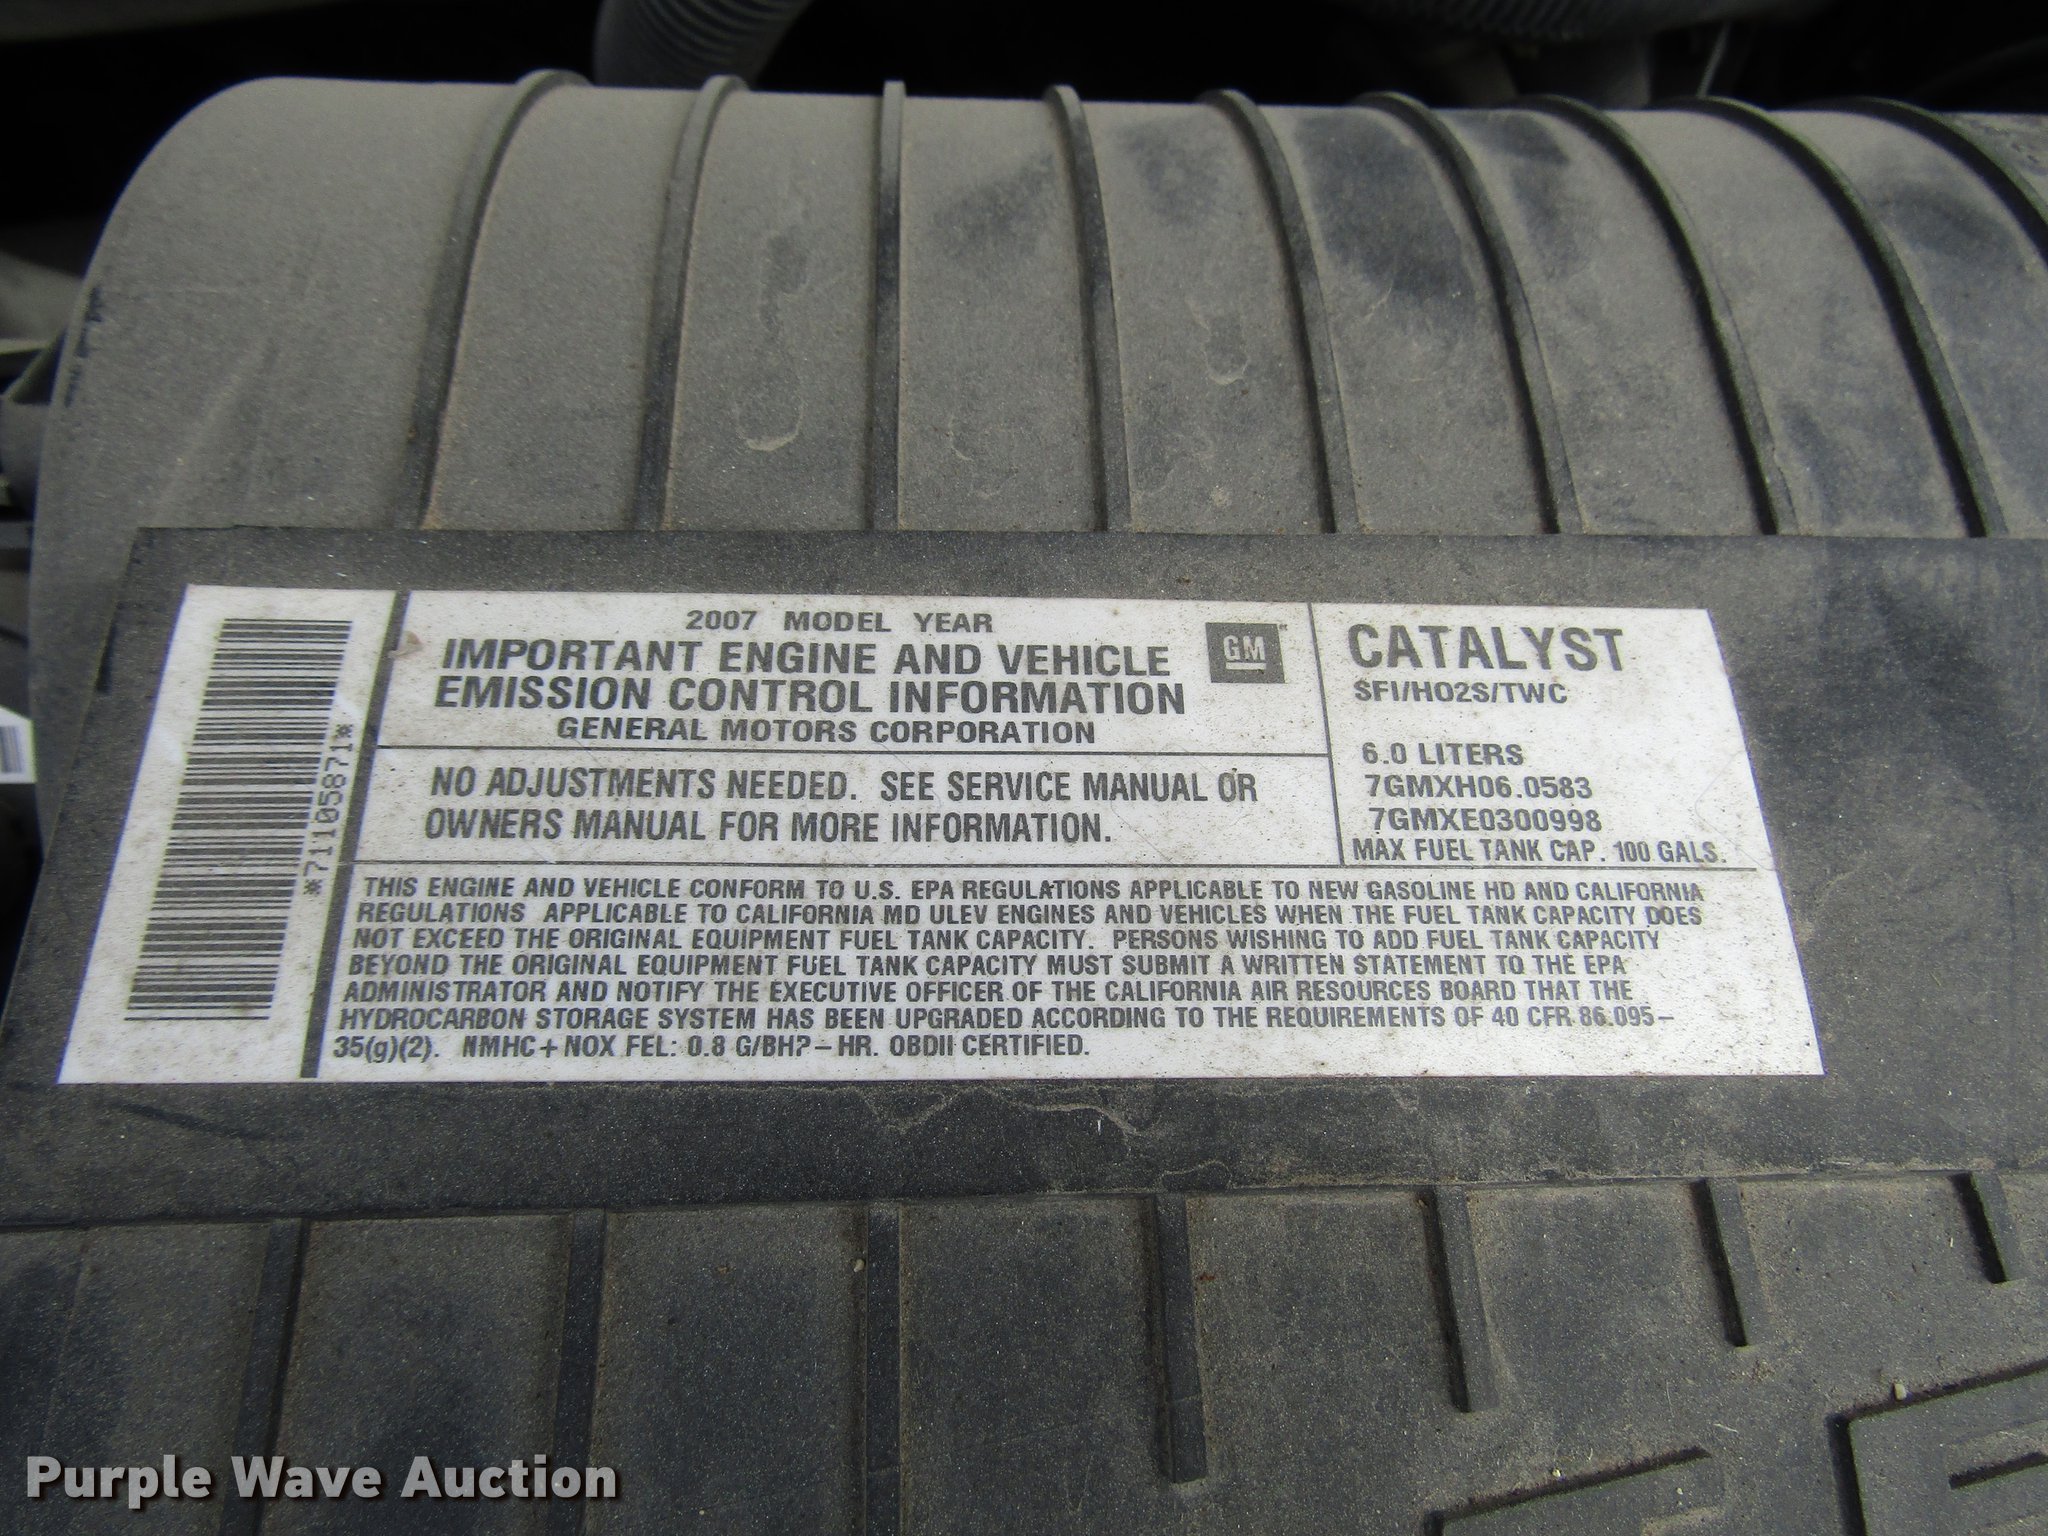 2007 MODEL YEAR
IMPORTANT ENGINE AND VEHICLE
EMISSION CONTROL INFORMATION
GENERAL MOTORS CORPORATION
GM
NO ADJUSTMENTS NEEDED. SEE SERVICE MANUAL OR
OWNERS MANUAL FOR MORE INFORMATION.
CATALYST
SFI/HO2S/TWC
6.0 LITERS
7GMXH06.0583
7GMXE0300998
MAX FUEL TANK CAP. 100 GALS.
THIS ENGINE AND VEHICLE CONFORM TO U.S. EPA REGULATIONS APPLICABLE TO NEW GASOLINE HD AND CALIFORNIA
REGULATIONS APPLICABLE TO CALIFORNIA MD ULEV ENGINES AND VEHICLES WHEN THE FUEL TANK CAPACITY DOES
NOT EXCEED THE ORIGINAL EQUIPMENT FUEL TANK CAPACITY. PERSONS WISHING TO ADD FUEL TANK CAPACITY
BEYOND THE ORIGINAL EQUIPMENT FUEL TANK CAPACITY MUST SUBMIT A WRITTEN STATEMENT TO THE EPA
ADMINISTRATOR AND NOTIFY THE EXECUTIVE OFFICER OF THE CALIFORNIA AIR RESOURCES BOARD THAT THE
HYDROCARBON STORAGE SYSTEM HAS BEEN UPGRADED ACCORDING TO THE REQUIREMENTS OF 40 CFR 86.095–
35(g)(2). NMHC+NOX FEL: 0.8 G/BHP–HR. OBDII CERTIFIED.
*71105871*
Purple Wave Auction